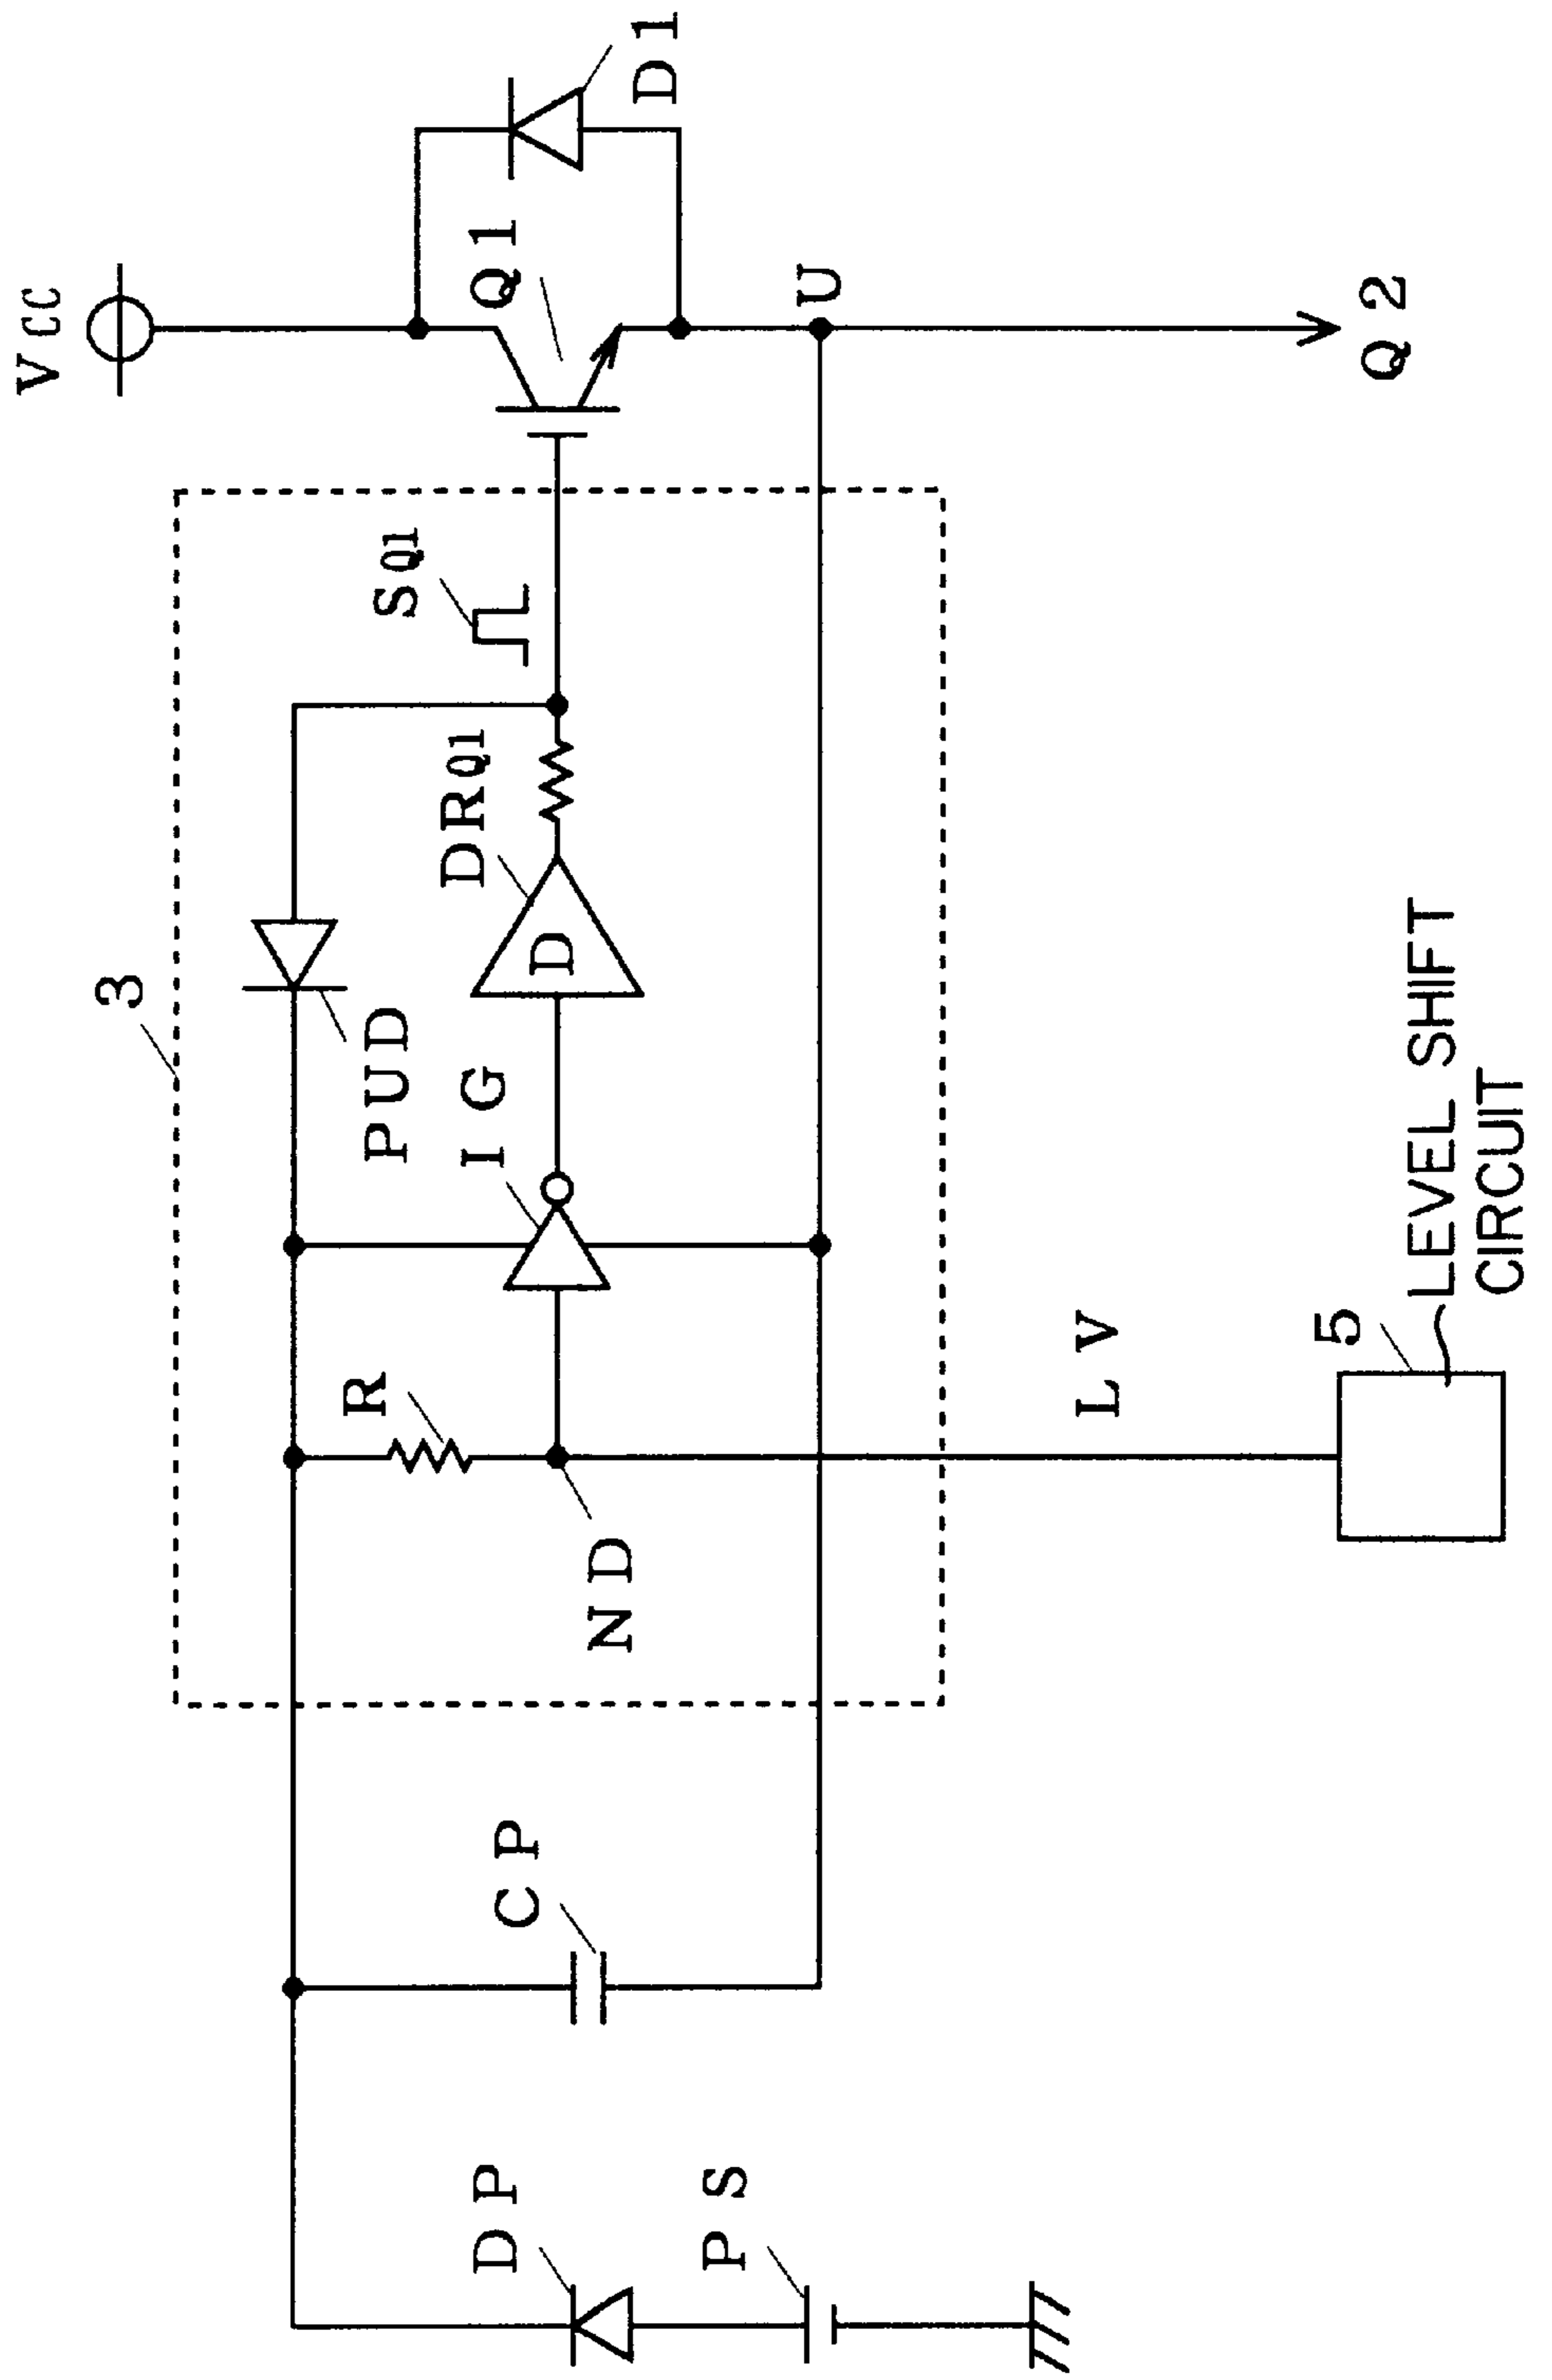 VCC
D1
Q1
U
Q2
3
SQ1
DRQ1
D
PUD
IG
R
ND
LV
5
LEVEL SHIFT
CIRCUIT
CP
DP
PS